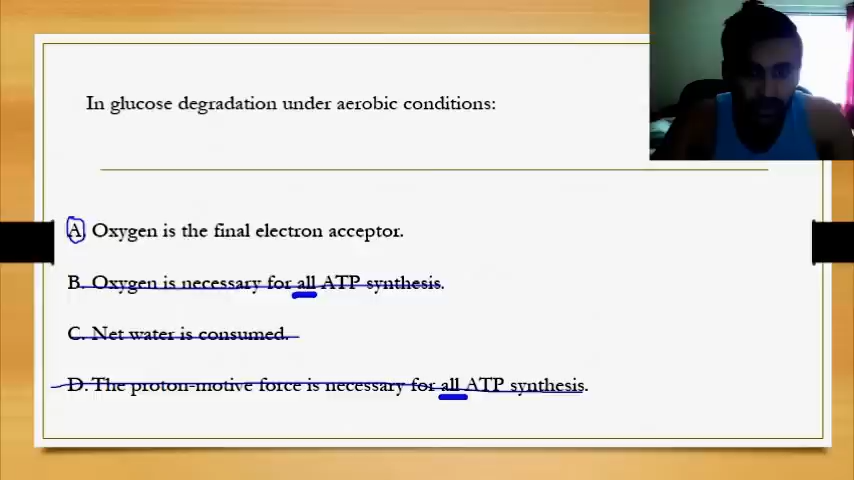 In glucose degradation under aerobic conditions:
A. Oxygen is the final electron acceptor.
B. Oxygen is necessary for all ATP synthesis.
C. Net water is consumed.
D. The proton-motive force is necessary for all ATP synthesis.